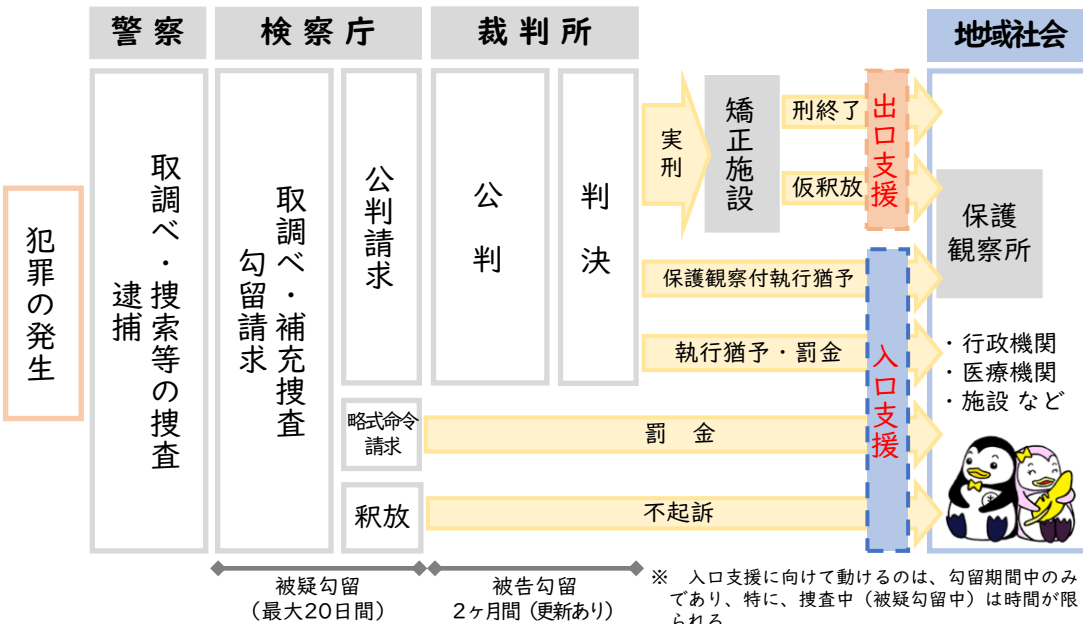 警察
検察庁
裁判所
地域社会
犯罪の発生
取調べ・捜索等の捜査
逮捕
取調べ・補充捜査
勾留請求
公判請求
略式命令
請求
釈放
公判
判決
実刑
矯正施設
刑終了
仮釈放
出口支援
保護観察付執行猶予
執行猶予・罰金
罰 金
不起訴
入口支援
保護
観察所
・行政機関
・医療機関
・施設 など
被疑勾留
(最大20日間)
被告勾留
2ヶ月間(更新あり)
※ 入口支援に向けて動けるのは、勾留期間中のみ
であり、特に、捜査中(被疑勾留中)は時間が限
られる